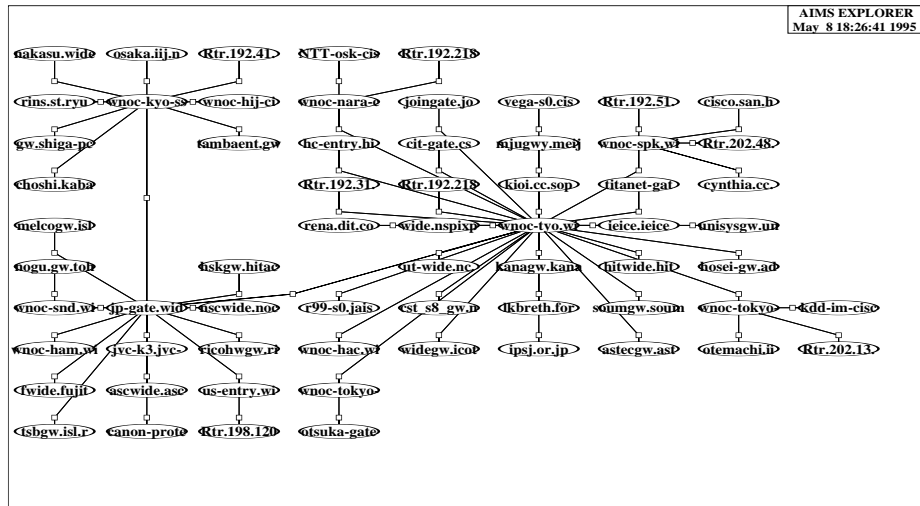 AIMS EXPLORER
May 8 18:26:41 1995
nakasu.wide osaka.iij.n Rtr.192.41. NTT-osk-cis Rtr.192.218
rins.st.ryu wnoc-kyo-ss wnoc-hij-ci wnoc-nara-c joingate.jo vega-s0.cis Rtr.192.51. cisco.san.h
gw.shiga-pc tambaent.gw hc-entry.hi cit-gate.cs mjugwy.meij wnoc-spk.wi Rtr.202.48.
choshi.kaba Rtr.192.31. Rtr.192.218 kioi.cc.sop titanet-gat cynthia.cc.
melcogw.isl rena.dit.co wide.nspixp wnoc-tyo.wi ieice.ieice unisysgw.un
nogu.gw.toh hskgw.hitac ut-wide.nc. kanagw.kana hitwide.hit hosei-gw.ad
wnoc-snd.wi jp-gate.wid nscwide.noc r99-s0.jais cst_s8_gw.n lkbreth.for soumgw.soum wnoc-tokyo- kdd-im-cisc
wnoc-ham.wi jvc-k3.jvc- ricohwgw.ri wnoc-hac.wi widegw.icot ipsj.or.jp astecgw.ast otemachi.ii Rtr.202.13.
fwide.fujit ascwide.asc us-entry.wi wnoc-tokyo-
tsbgw.isl.r canon-prote Rtr.198.120 otsuka-gate